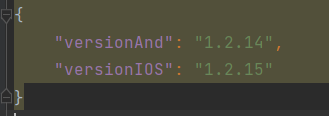 {
"versionAnd": "1.2.14",
"versionIOS": "1.2.15"
}